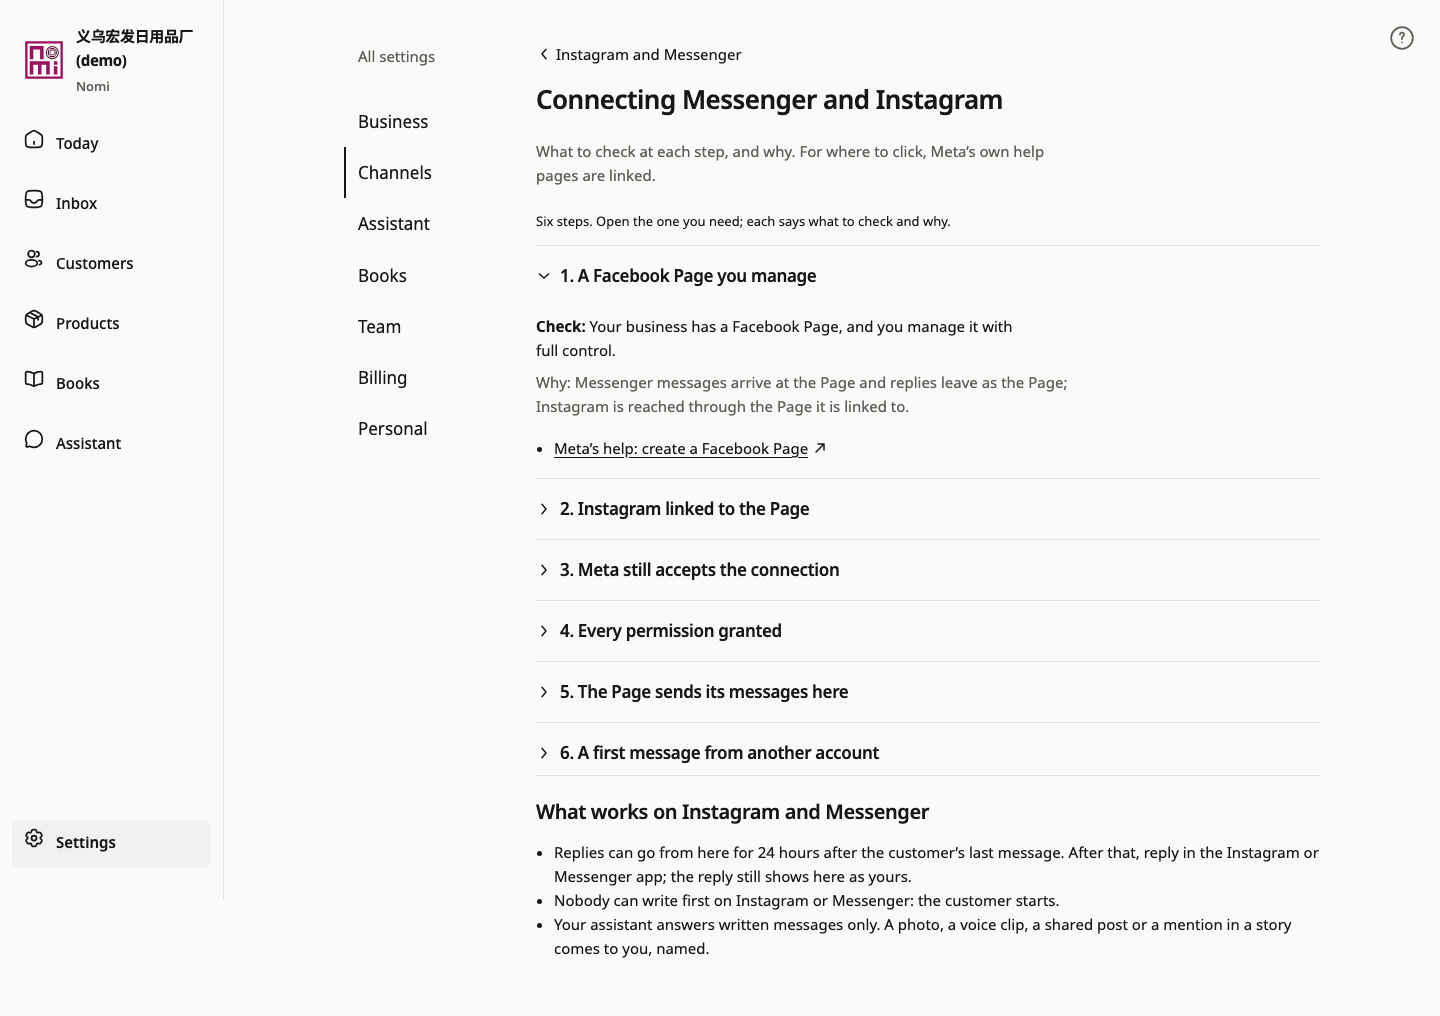 nomi
义乌宏发日用品厂
(demo)
Nomi
Today
Inbox
Customers
Products
Books
Assistant
Settings
All settings
Business
Channels
Assistant
Books
Team
Billing
Personal
Instagram and Messenger
Connecting Messenger and Instagram
What to check at each step, and why. For where to click, Meta’s own help
pages are linked.
Six steps. Open the one you need; each says what to check and why.
1. A Facebook Page you manage
Check: Your business has a Facebook Page, and you manage it with
full control.
Why: Messenger messages arrive at the Page and replies leave as the Page;
Instagram is reached through the Page it is linked to.
• Meta’s help: create a Facebook Page
2. Instagram linked to the Page
3. Meta still accepts the connection
4. Every permission granted
5. The Page sends its messages here
6. A first message from another account
What works on Instagram and Messenger
• Replies can go from here for 24 hours after the customer’s last message. After that, reply in the Instagram or
Messenger app; the reply still shows here as yours.
• Nobody can write first on Instagram or Messenger: the customer starts.
• Your assistant answers written messages only. A photo, a voice clip, a shared post or a mention in a story
comes to you, named.